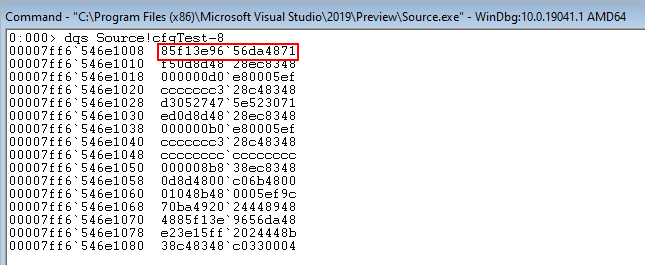 Command - "C:\Program Files (x86)\Microsoft Visual Studio\2019\Preview\Source.exe" - WinDbg:10.0.19041.1 AMD64
0:000> dqs Source!cfgTest-8
00007ff6`546e1008  85f13e96`56da4871
00007ff6`546e1010  f50d8d48`28ec8348
00007ff6`546e1018  000000d0`e80005ef
00007ff6`546e1020  ccccccc3`28c48348
00007ff6`546e1028  d3052747`5e523071
00007ff6`546e1030  ed0d8d48`28ec8348
00007ff6`546e1038  000000b0`e80005ef
00007ff6`546e1040  ccccccc3`28c48348
00007ff6`546e1048  cccccccc`cccccccc
00007ff6`546e1050  000008b8`38ec8348
00007ff6`546e1058  0d8d4800`c06b4800
00007ff6`546e1060  01048b48`0005ef9c
00007ff6`546e1068  70ba4920`24448948
00007ff6`546e1070  4885f13e`9656da48
00007ff6`546e1078  e23e15ff`2024448b
00007ff6`546e1080  38c48348`c0330004